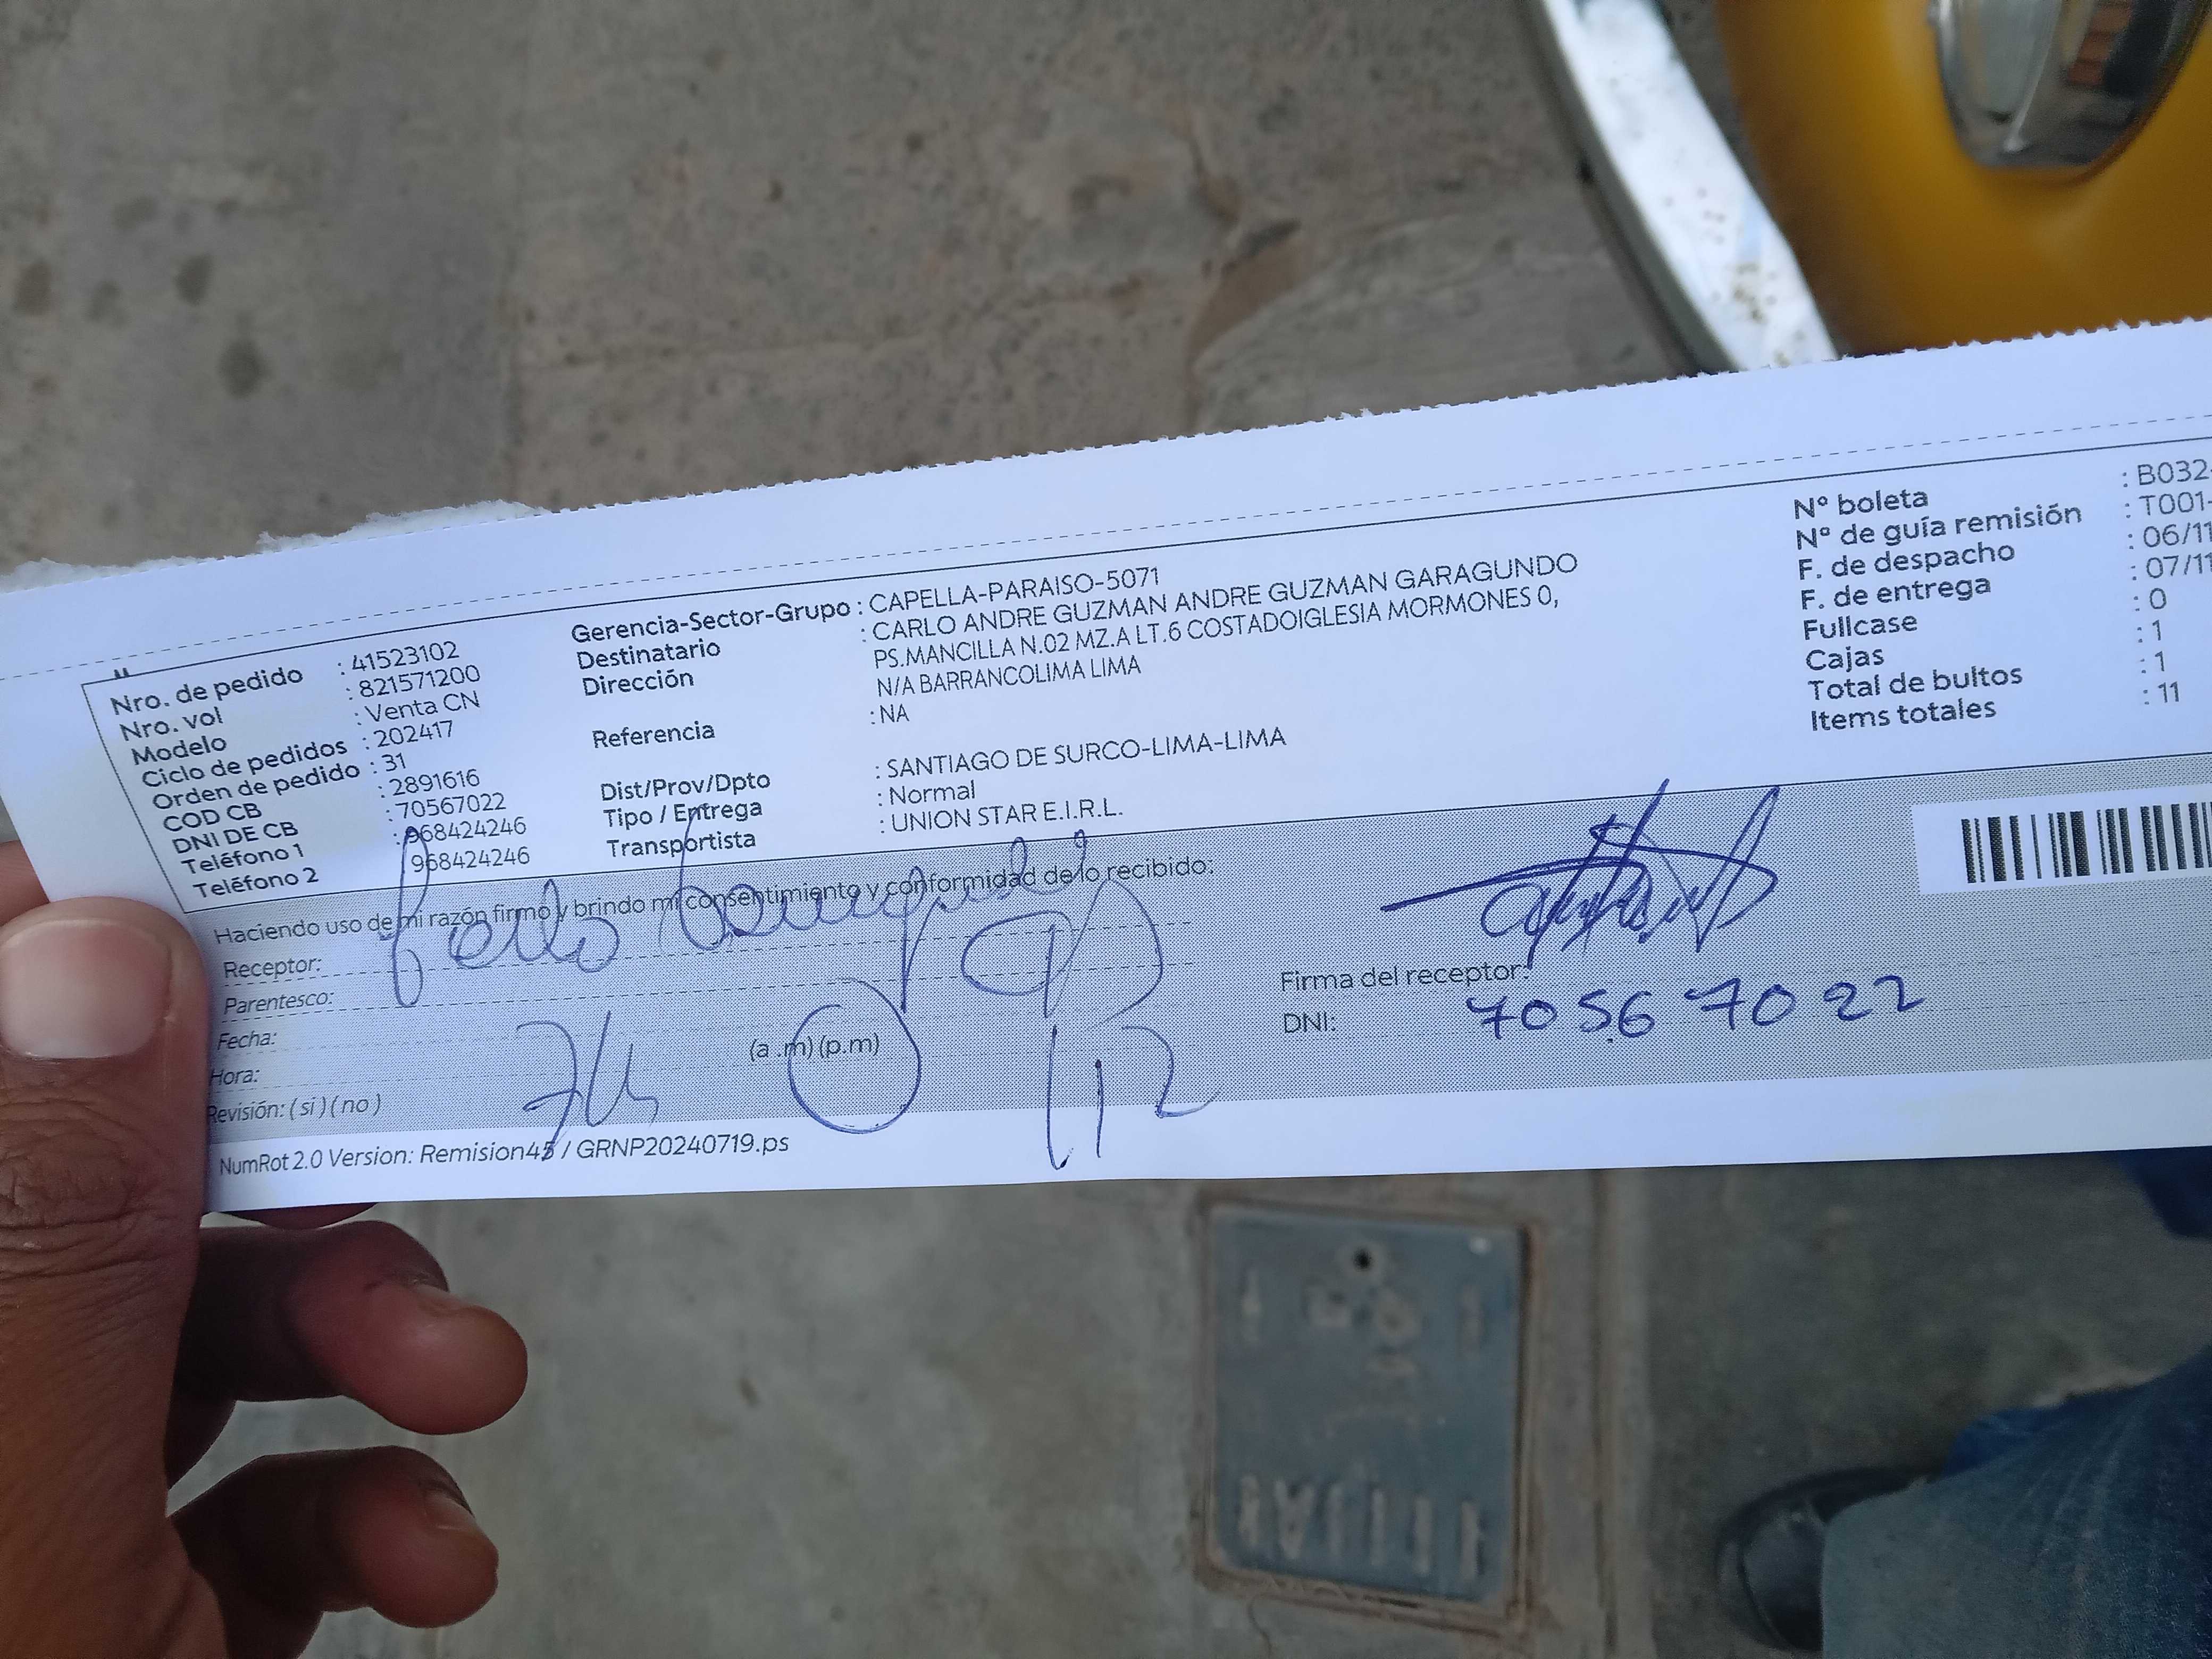 Nro. de pedido : 41523102
Nro. vol : 821571200
Modelo : Venta CN
Ciclo de pedidos : 202417
Orden de pedido : 31
COD CB : 2891616
DNI DE CB : 70567022
Teléfono 1 : 968424246
Teléfono 2 968424246
Gerencia-Sector-Grupo : CAPELLA-PARAISO-5071
Destinatario : CARLO ANDRE GUZMAN ANDRE GUZMAN GARAGUNDO
Dirección PS.MANCILLA N.02 MZ.A LT.6 COSTADOIGLESIA MORMONES 0,
N/A BARRANCOLIMA LIMA
Referencia : NA
Dist/Prov/Dpto : SANTIAGO DE SURCO-LIMA-LIMA
Tipo / Entrega : Normal
Transportista : UNION STAR E.I.R.L.
Nº boleta : B032-
Nº de guía remisión : T001-
F. de despacho : 06/11
F. de entrega : 07/11
Fullcase : 0
Cajas : 1
Total de bultos : 1
Items totales : 11
Haciendo uso de mi razón firmo y brindo mi consentimiento y conformidad de lo recibido:
Receptor:
Parentesco:
Fecha:
Hora: (a.m) (p.m)
Revisión: ( si ) ( no )
Firma del receptor:
DNI: 70567022
NumRot 2.0 Version: Remision45 / GRNP20240719.ps